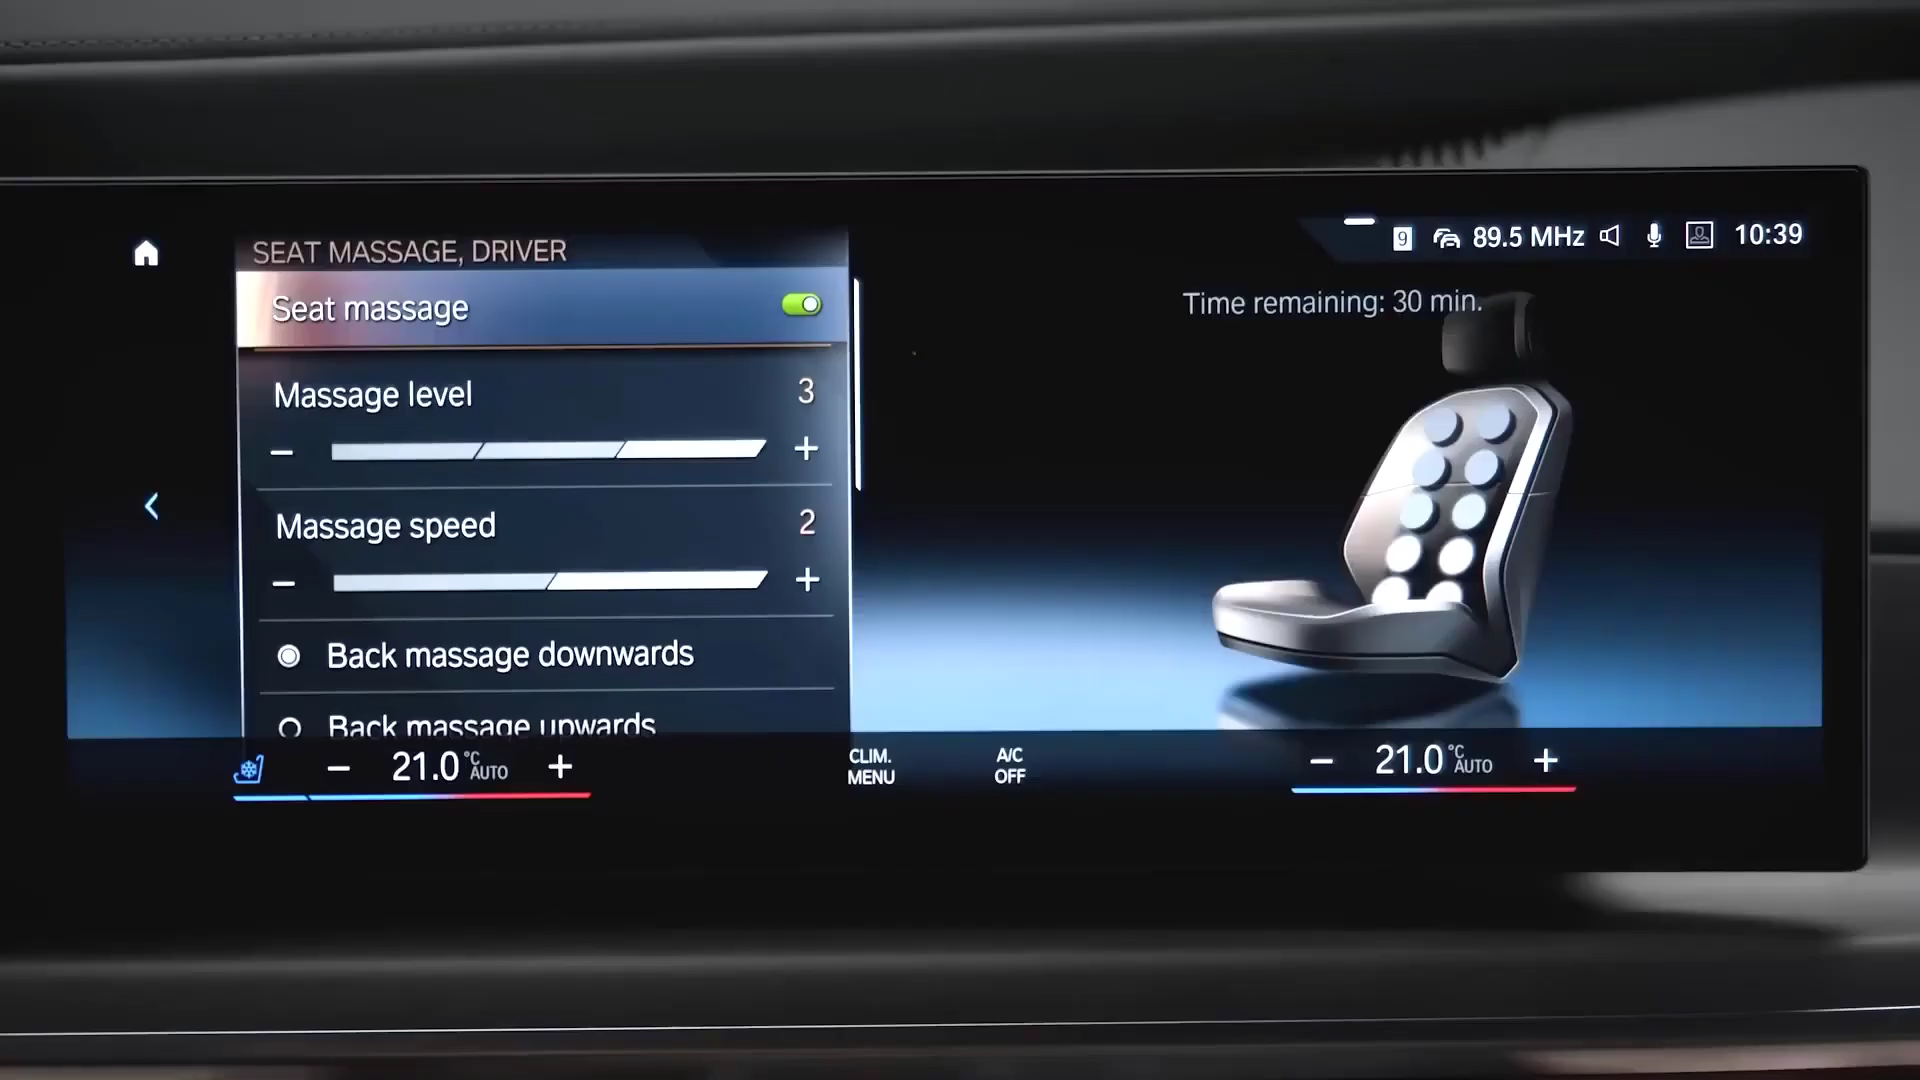 SEAT MASSAGE, DRIVER
9 89.5 MHz 10:39
Seat massage
Time remaining: 30 min.
Massage level 3
− +
Massage speed 2
− +
Back massage downwards
Back massage upwards
− 21.0 °C AUTO +
CLIM. MENU
A/C OFF
− 21.0 °C AUTO +